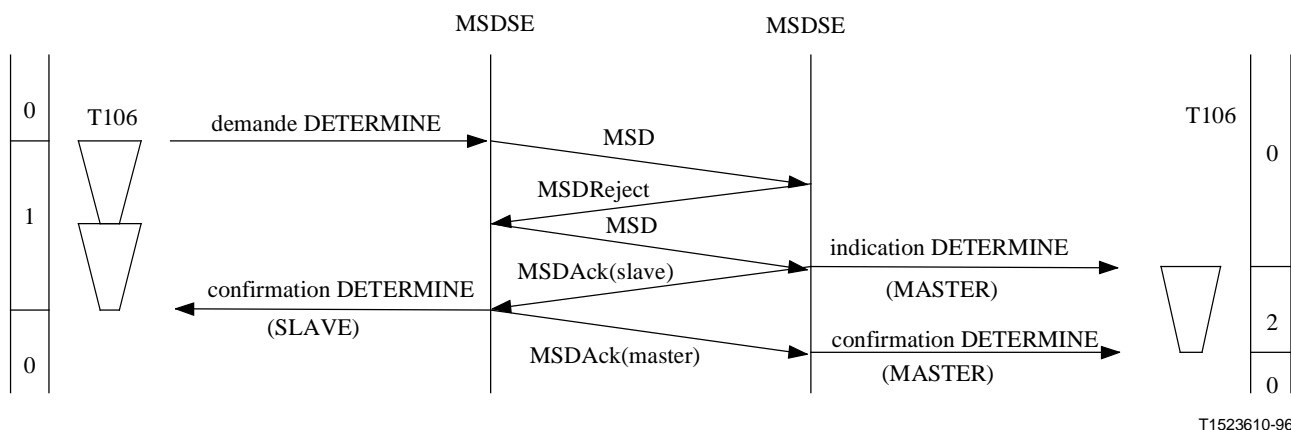 MSDSE MSDSE
0 T106 demande DETERMINE MSD T106 0
MSDReject
1 MSD
indication DETERMINE
MSDAck(slave)
confirmation DETERMINE (MASTER)
(SLAVE) 2
MSDAck(master) confirmation DETERMINE
0 (MASTER) 0
T1523610-96